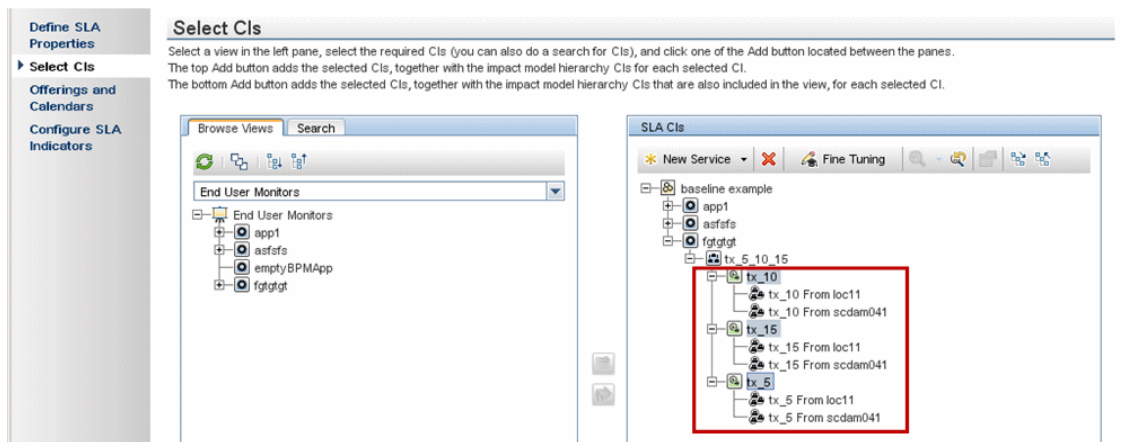 Define SLA
Properties
Select CIs
Offerings and
Calendars
Configure SLA
Indicators
Select CIs
Select a view in the left pane, select the required CIs (you can also do a search for CIs), and click one of the Add button located between the panes.
The top Add button adds the selected CIs, together with the impact model hierarchy CIs for each selected CI.
The bottom Add button adds the selected CIs, together with the impact model hierarchy CIs that are also included in the view, for each selected CI.
Browse Views
Search
End User Monitors
End User Monitors
app1
asfsfs
emptyBPMApp
fgtgtgt
SLA CIs
New Service
Fine Tuning
baseline example
app1
asfsfs
fgtgtgt
tx_5_10_15
tx_10
tx_10 From loc11
tx_10 From scdam041
tx_15
tx_15 From loc11
tx_15 From scdam041
tx_5
tx_5 From loc11
tx_5 From scdam041